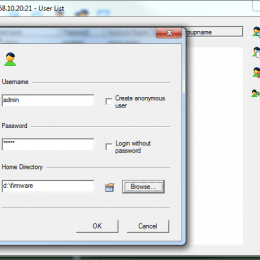 58.10.20.21 - User List
oupname
Username
admin
Create anonymous
user
Password
*****
Login without
password
Home Directory
d:\firmware
Browse...
OK
Cancel